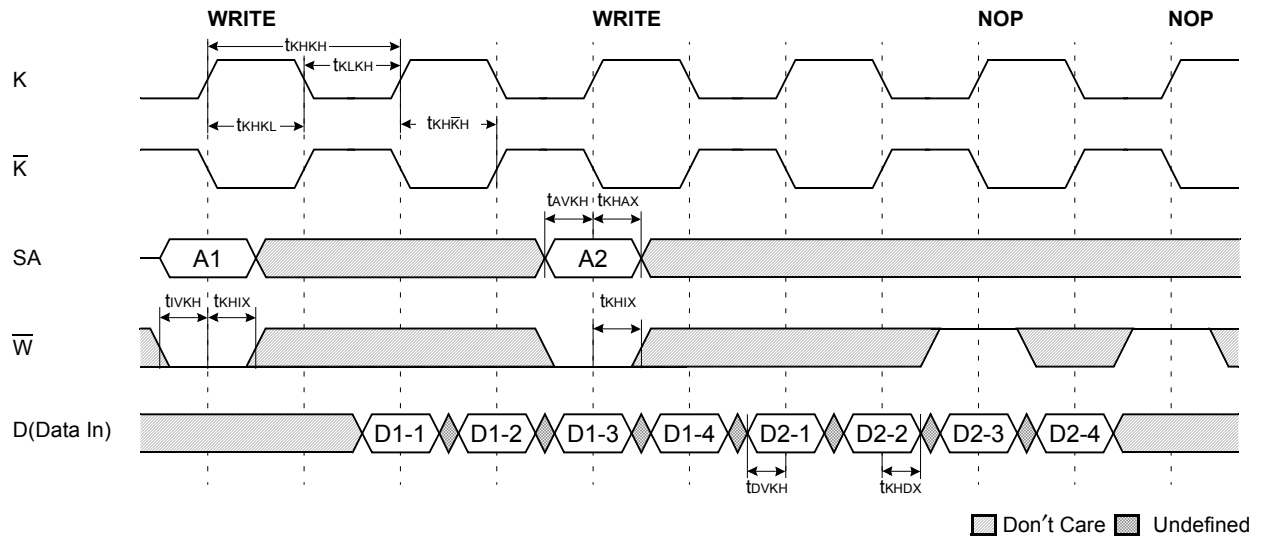 WRITE WRITE NOP NOP
tKHKH
tKLKH
K
tKHKL tKHK̅H
K̅
tAVKH tKHAX
SA A1 A2
tIVKH tKHIX tKHIX
W̅
D(Data In) D1-1 D1-2 D1-3 D1-4 D2-1 D2-2 D2-3 D2-4
tDVKH tKHDX
Don′t Care Undefined